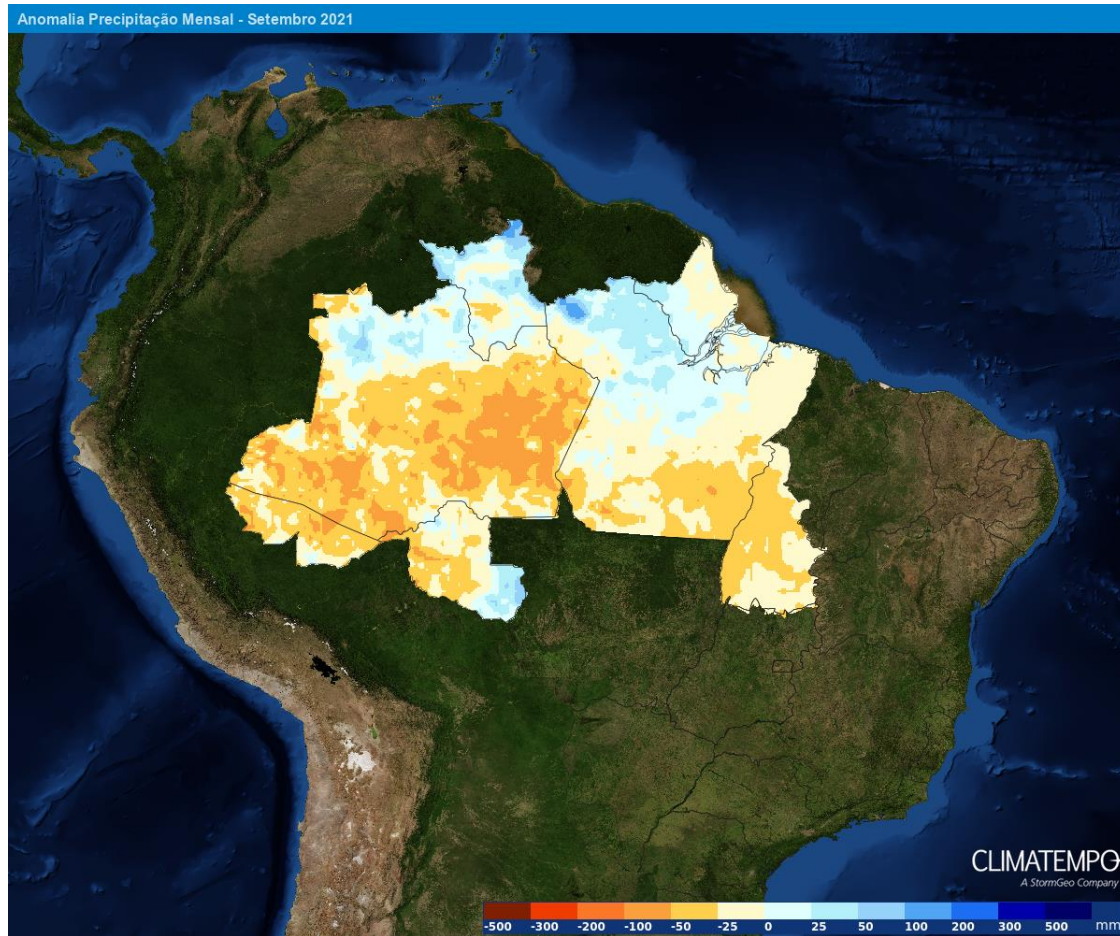 Anomalia Precipitação Mensal - Setembro 2021
CLIMATEMPO
A StormGeo Company
-500 -300 -200 -100 -50 -25 0 25 50 100 200 300 500 mm